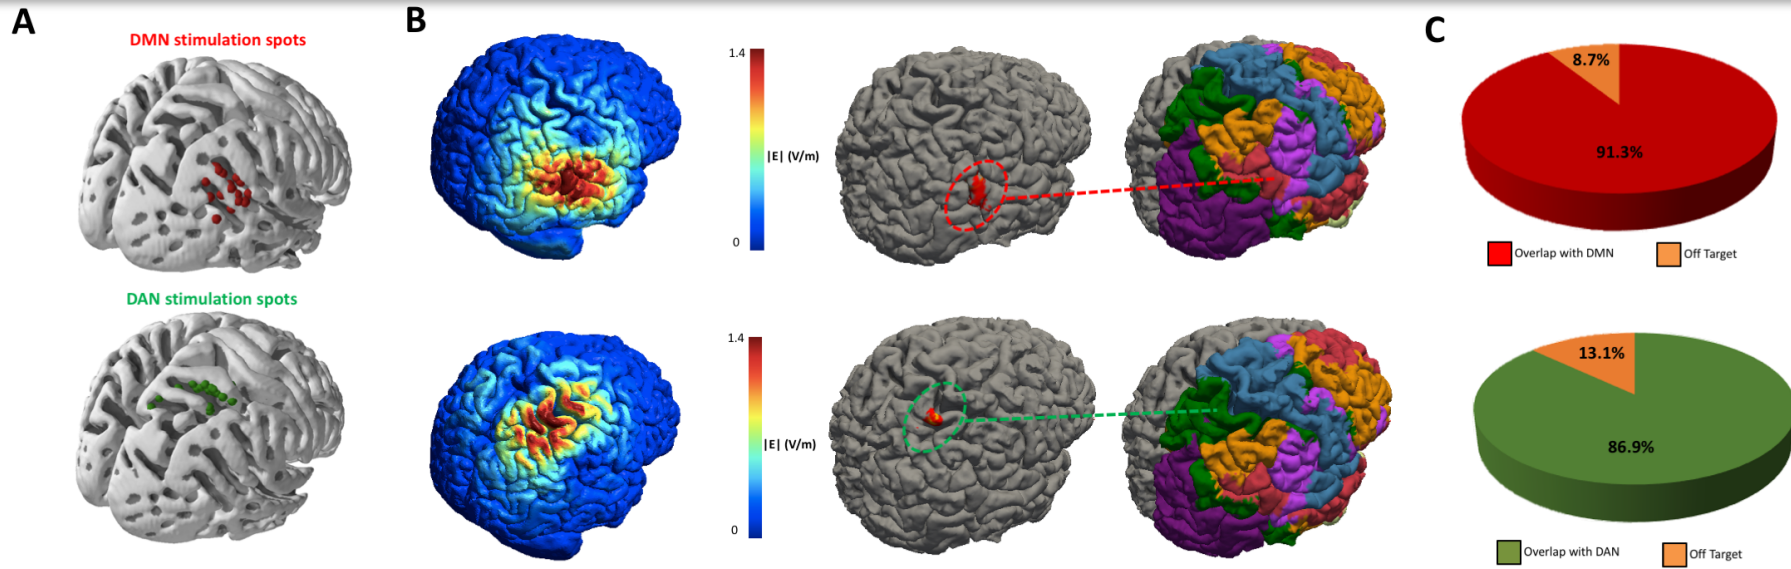 A
B
C
DMN stimulation spots
1.4
|E| (V/m)
0
8.7%
91.3%
Overlap with DMN
Off Target
DAN stimulation spots
1.4
|E| (V/m)
0
13.1%
86.9%
Overlap with DAN
Off Target